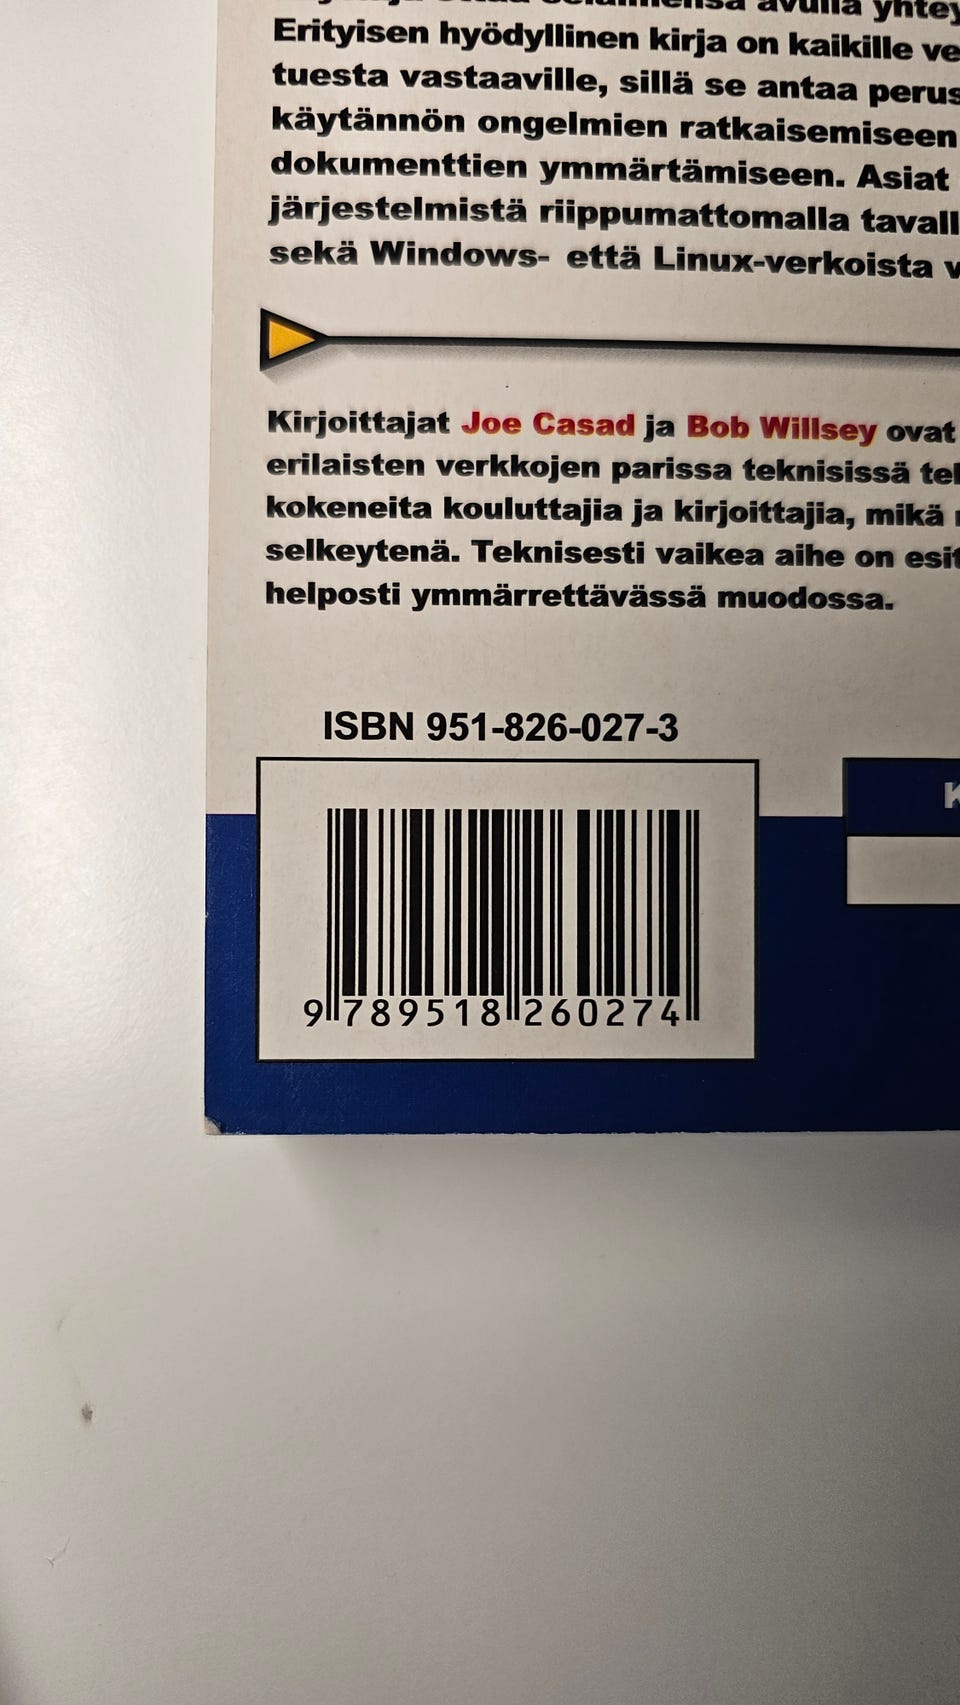 avulla
Erityisen hyödyllinen kirja on kaikille
tuesta vastaaville, sillä se antaa
käytännön ongelmien ratkaisemiseen
dokumenttien ymmärtämiseen. Asiat
järjestelmistä riippumattomalla
sekä Windows- että Linux-verkoista
Kirjoittajat Joe Casad ja Bob Willsey ovat
erilaisten verkkojen parissa teknisissä
kokeneita kouluttajia ja kirjoittajia, mikä
selkeytenä. Teknisesti vaikea aihe on
helposti ymmärrettävässä muodossa.
ISBN 951-826-027-3
9 789518 260274